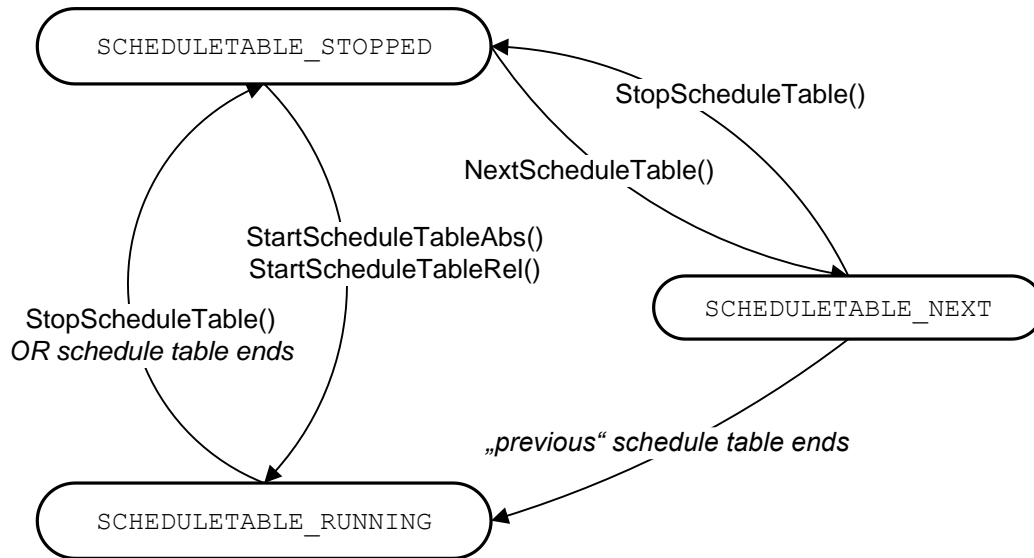 SCHEDULETABLE_STOPPED
StopScheduleTable()
NextScheduleTable()
StartScheduleTableAbs()
StartScheduleTableRel()
SCHEDULETABLE_NEXT
StopScheduleTable()
OR schedule table ends
„previous“ schedule table ends
SCHEDULETABLE_RUNNING